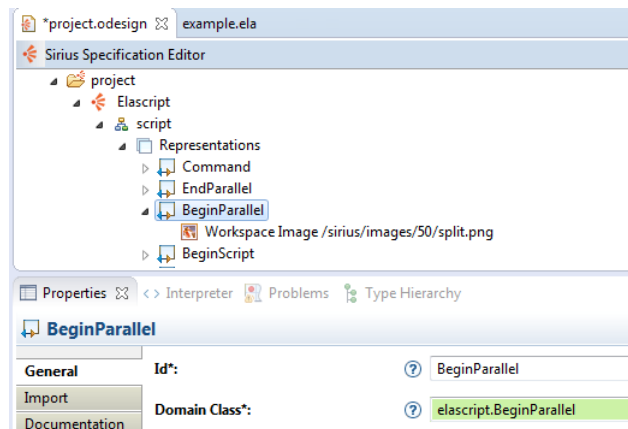 *project.odesign example.ela
Sirius Specification Editor
project
Elascript
script
Representations
Command
EndParallel
BeginParallel
Workspace Image /sirius/images/50/split.png
BeginScript
Properties Interpreter Problems Type Hierarchy
BeginParallel
General Id*: BeginParallel
Import
Domain Class*: elascript.BeginParallel
Documentation